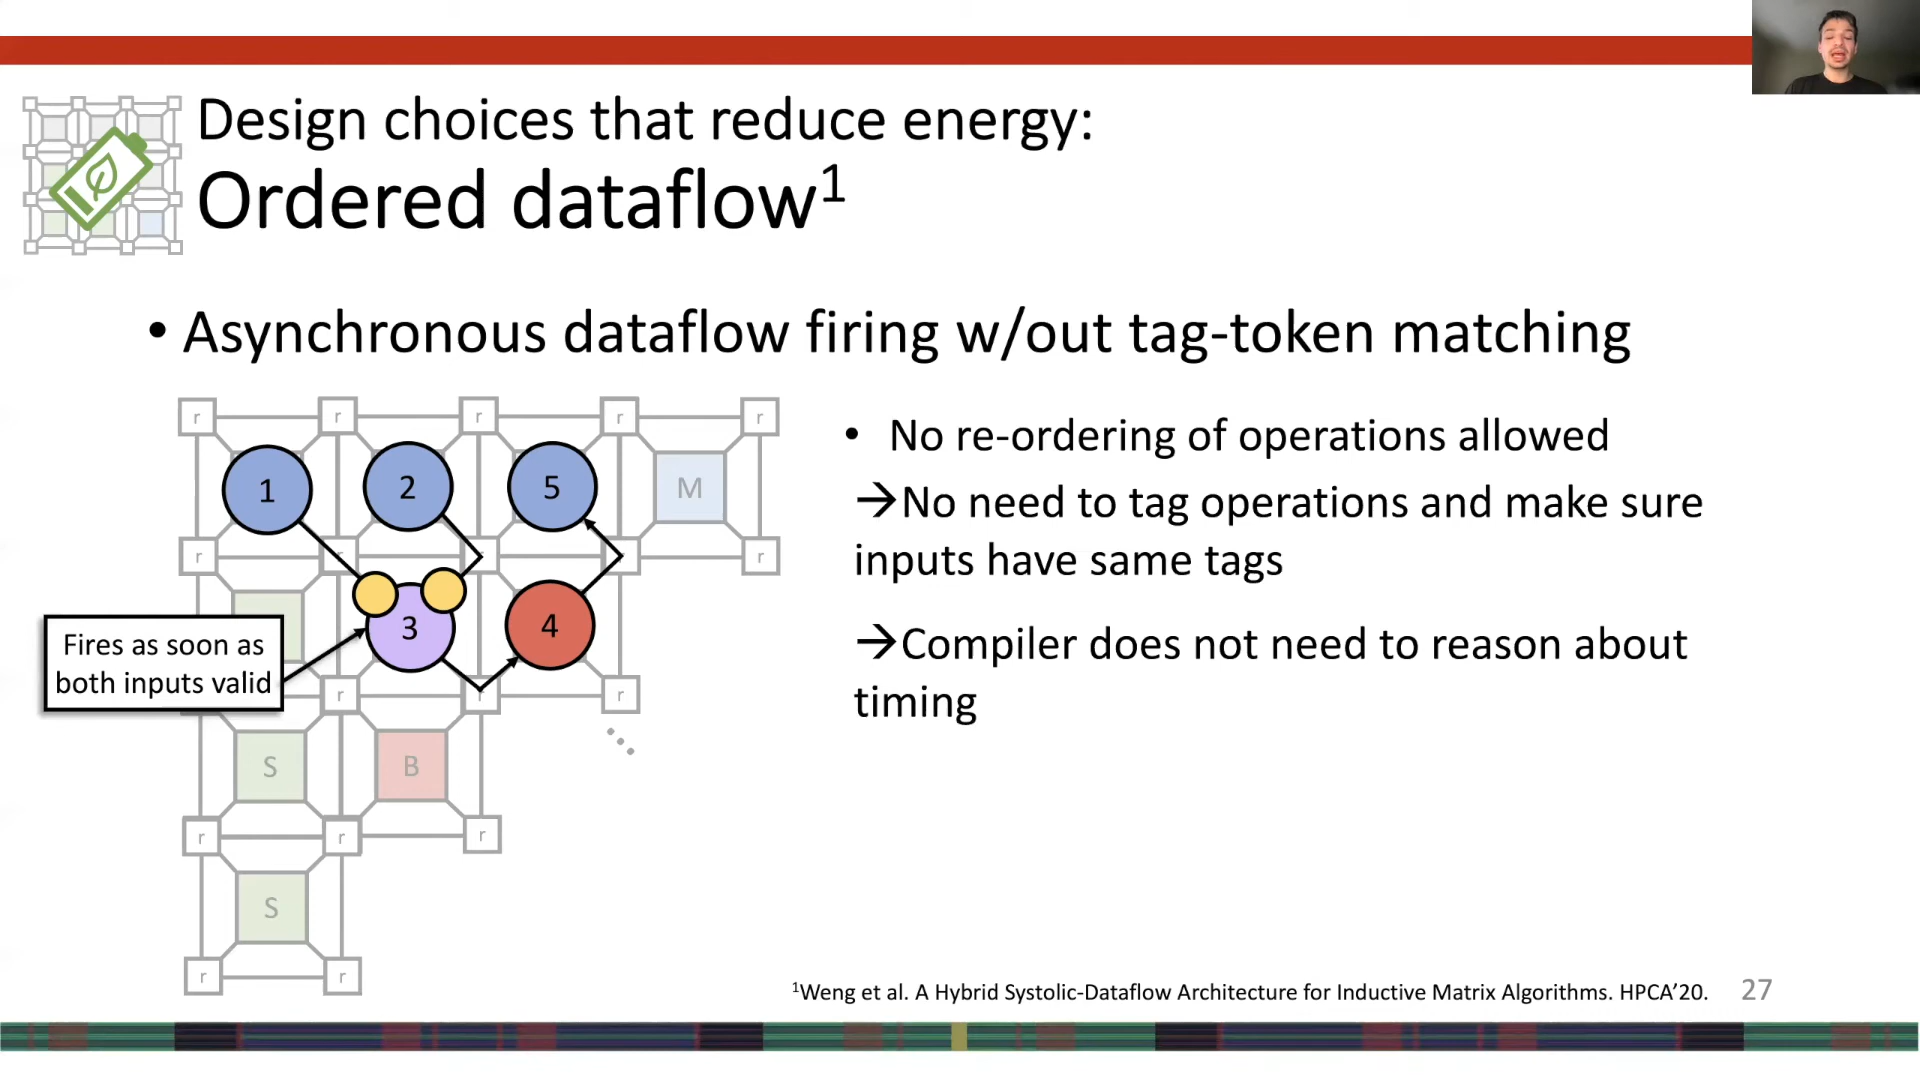 Design choices that reduce energy:
Ordered dataflow¹
• Asynchronous dataflow firing w/out tag-token matching
r r r r r
1 2 5 M
r r r r
Fires as soon as
both inputs valid
3 4
r r r
S B
r r r
S
r r
• No re-ordering of operations allowed
→No need to tag operations and make sure
inputs have same tags
→Compiler does not need to reason about
timing
¹Weng et al. A Hybrid Systolic-Dataflow Architecture for Inductive Matrix Algorithms. HPCA’20.
27